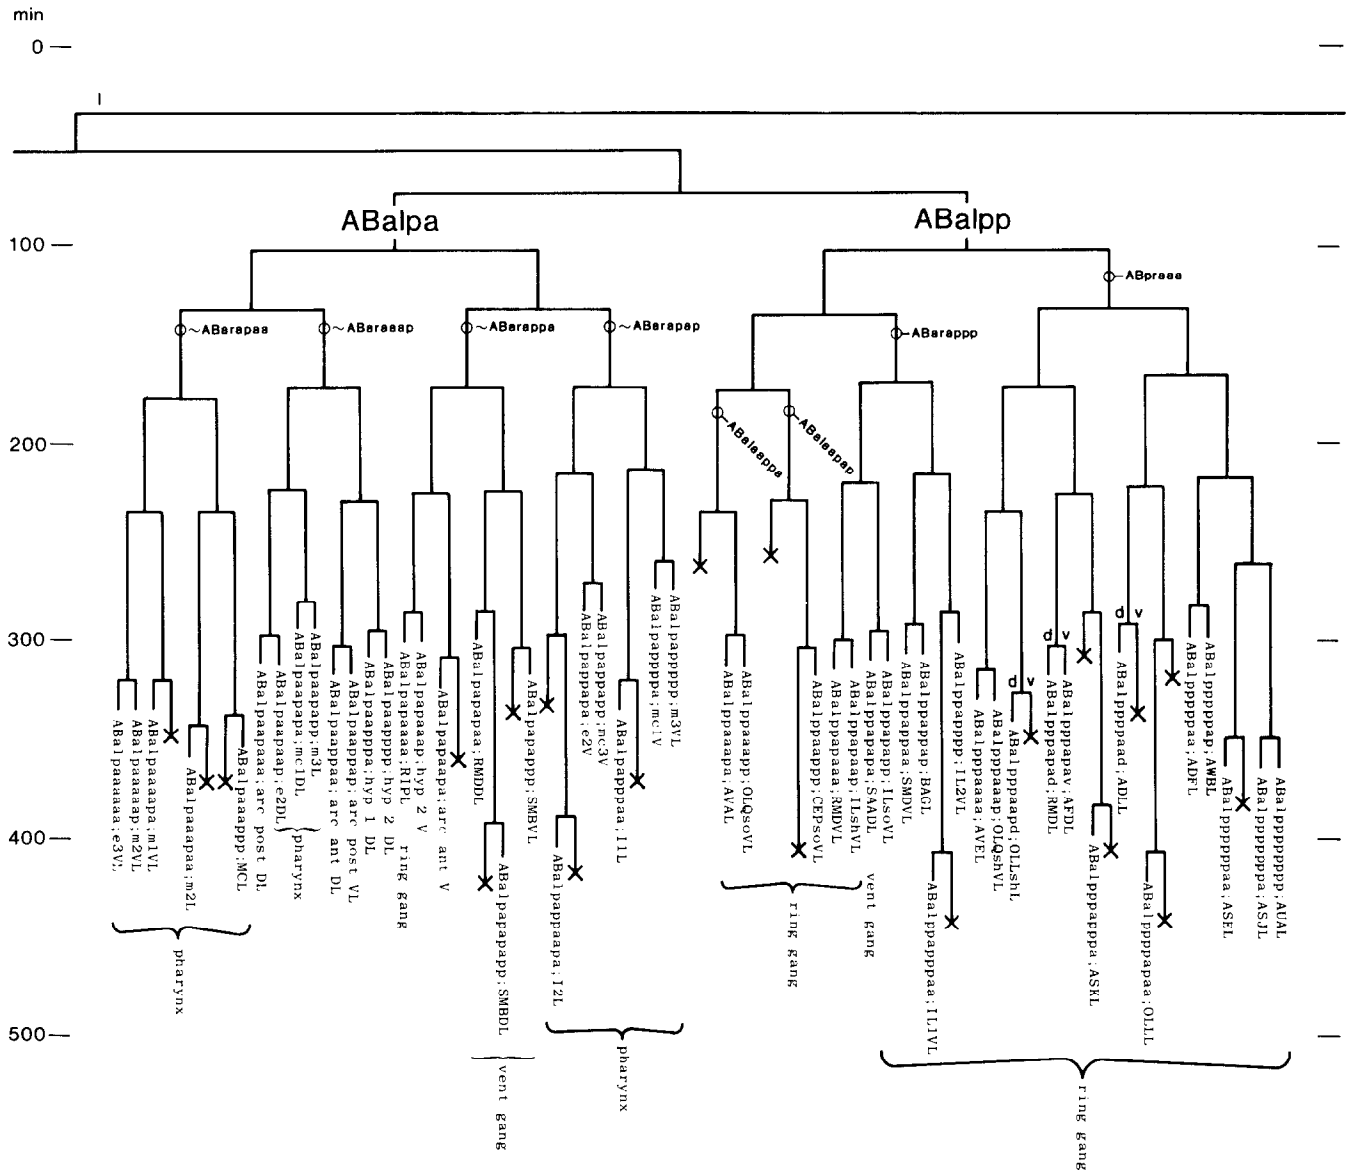 min
0
ABalpa
ABalpp
100
ABpraaa
~ABarapaa
~ABaraaap
~ABarappa
~ABarapap
ABarappp
200
ABalaappa
ABalaapap
300
d v
d v
d v
ABalpaaaaaa;e3VL
ABalpaaaaap;m2VL
ABalpaaaapa;m1VL
ABalpaaapaa;m2L
ABalpaaappp;MCL
ABalpaapaaa;arc post DL
ABalpaapaap;e2DL
ABalpaapapa;mc1DL
ABalpaapapp;m3L
ABalpaappaa;arc ant DL
ABalpaappap;arc post VL
ABalpaapppa;hyp 1 DL
ABalpaapppp;hyp 2 DL
ABalpapaaaa;RIPL ring gang
ABalpapaaap;hyp 2 V
ABalpapaapa;arc ant V
ABalpapapaa;RMDDL
ABalpapapapp;SMBDL
ABalpapappp;SMBVL
ABalpappaapa;I2L
ABalpappapa;e2V
ABalpappapp;mc3V
ABalpapppaa;I1L
ABalpappppa;mc1V
ABalpappppp;m3VL
ABalppaaapa;AVAL
ABalppaaapp;OLQsoVL
ABalppaappp;CEPsoVL
ABalppapaaa;RMDVL
ABalppapaap;ILshVL
ABalppapapa;SAADL
ABalppapapp;ILsoVL
ABalppappaa;SMDVL
ABalppappap;BAGL
ABalppapppaa;IL1VL
ABalppapppp;IL2VL
ABalpppaaaa;AVEL
ABalpppaaap;OLQshVL
ABalpppaapd;OLLshL
ABalpppapad;RMDL
ABalpppapav;AFDL
ABalpppapppa;ASKL
ABalppppaad;ADLL
ABalppppapaa;OLLL
ABalpppppaa;ADFL
ABalpppppap;AWBL
ABalppppppaa;ASEL
ABalpppppppa;ASJL
ABalpppppppp;AUAL
400
pharynx
pharynx
ring gang
vent gang
500
pharynx
vent gang
ring gang